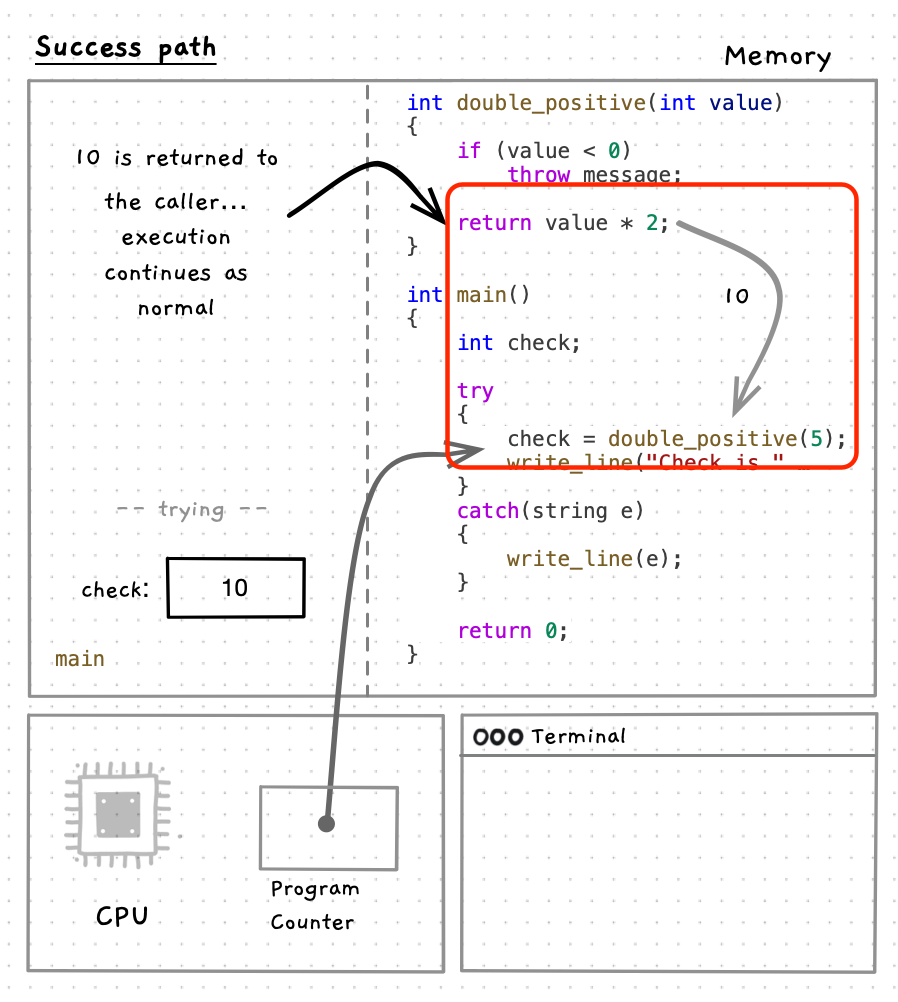 Success path
Memory
10 is returned to
the caller...
execution
continues as
normal
int double_positive(int value)
{
if (value < 0)
throw message;
return value * 2;
}
10
int main()
{
int check;
try
{
check = double_positive(5);
write_line("Check is " …
}
catch(string e)
{
write_line(e);
}
return 0;
}
-- trying --
check: 10
main
CPU
Program
Counter
Terminal